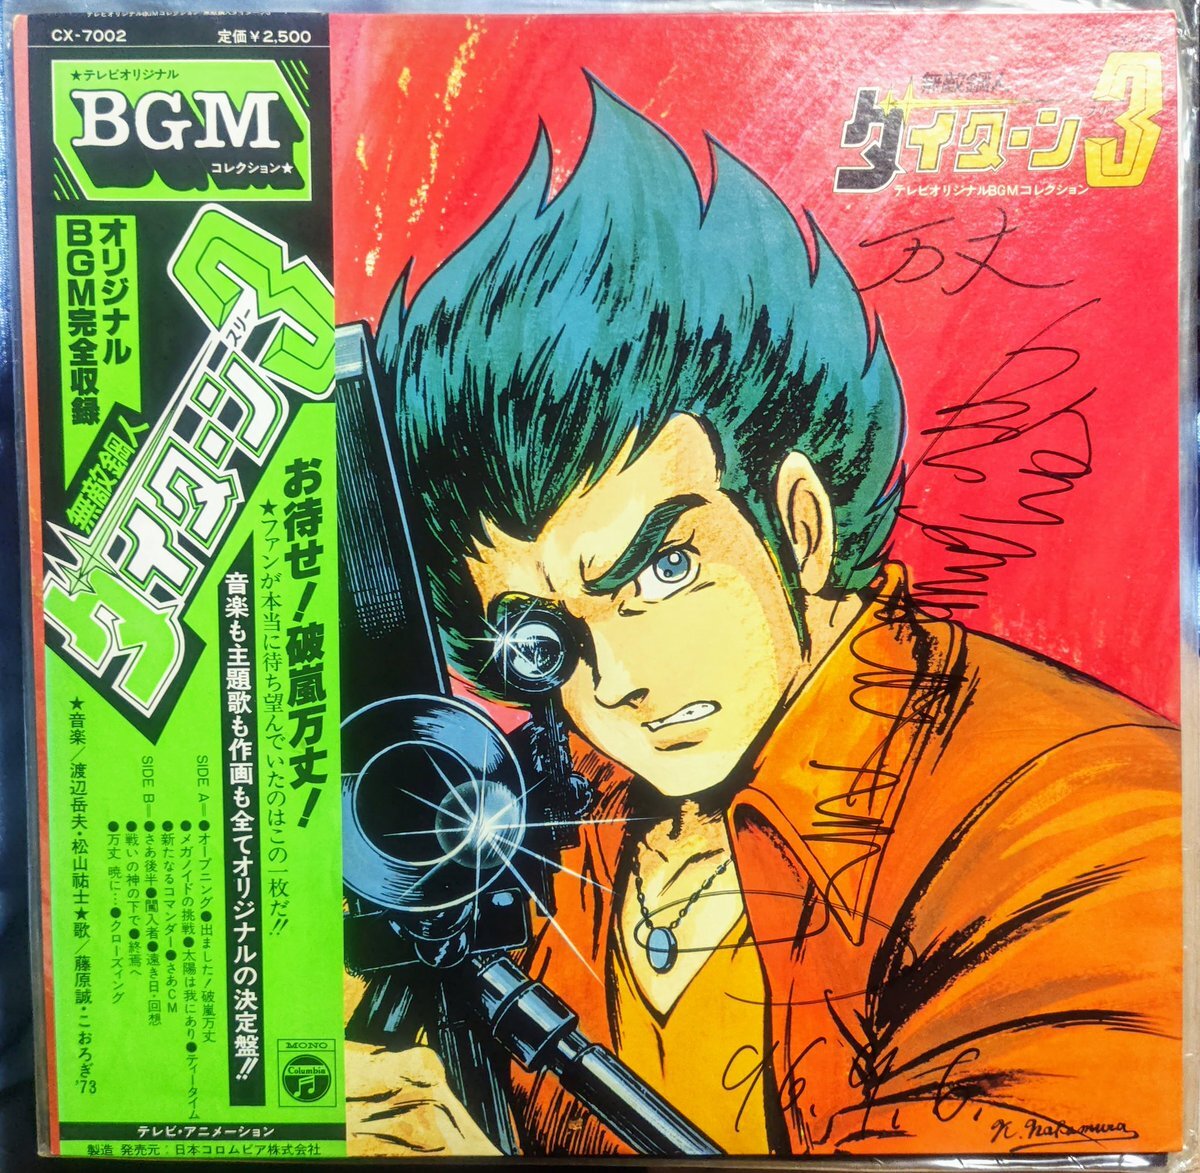 CX-7002
定価¥2,500
★テレビオリジナル
BGM
コレクション★
オリジナル
BGM完全収録
無敵鋼人
ダイターン3
スリー
お待せ!破嵐万丈!
★ファンが本当に待ち望んでいたのはこの一枚だ!!
音楽も主題歌も作画も全てオリジナルの決定盤!!
SIDE A━●オープニング●出ました!破嵐万丈
●メガノイドの挑戦●太陽は我にあり●ティータイム
●新たなるコマンダー●さあCM
SIDE B━●さあ後半●闖入者●遠き日・回想
●戦いの神の下で●終焉へ
●万丈 暁に…●クローズィング
★音楽/渡辺岳夫・松山祐士★歌/藤原誠・こおろぎ'73
MONO
Columbia
テレビ・アニメーション
製造 発売元:日本コロムビア株式会社
無敵鋼人
ダイターン3
テレビオリジナルBGMコレクション
万丈
N. Nakamura